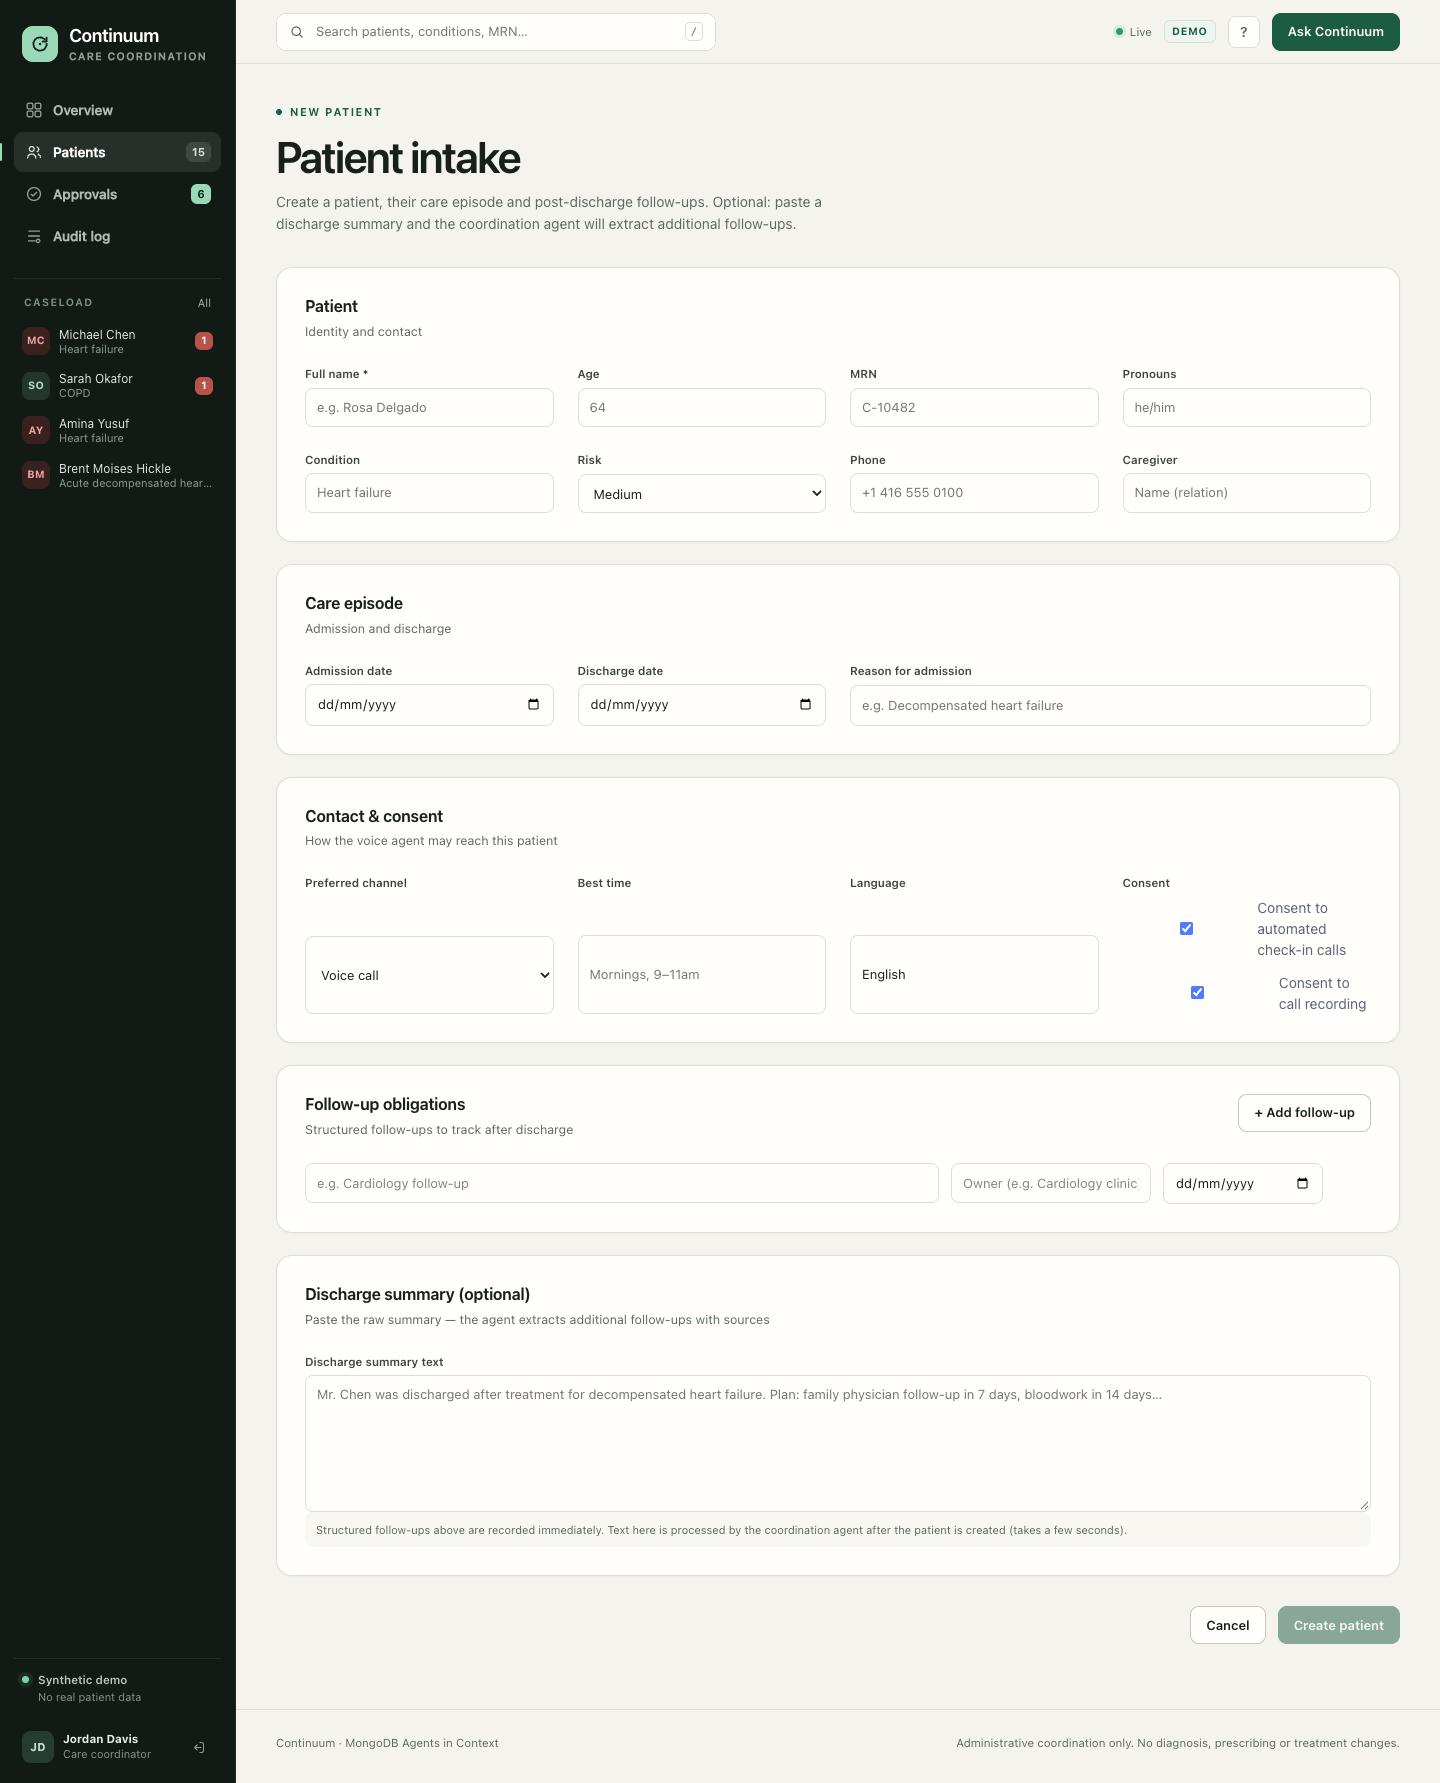 Continuum
CARE COORDINATION
Overview
Patients 15
Approvals 6
Audit log
CASELOAD All
MC Michael Chen 1
Heart failure
SO Sarah Okafor 1
COPD
AY Amina Yusuf
Heart failure
BM Brent Moises Hickle
Acute decompensated hear...
Synthetic demo
No real patient data
JD Jordan Davis
Care coordinator
Search patients, conditions, MRN... /
Live DEMO ? Ask Continuum
NEW PATIENT
Patient intake
Create a patient, their care episode and post-discharge follow-ups. Optional: paste a
discharge summary and the coordination agent will extract additional follow-ups.
Patient
Identity and contact
Full name * Age MRN Pronouns
e.g. Rosa Delgado 64 C-10482 he/him
Condition Risk Phone Caregiver
Heart failure Medium +1 416 555 0100 Name (relation)
Care episode
Admission and discharge
Admission date Discharge date Reason for admission
dd/mm/yyyy dd/mm/yyyy e.g. Decompensated heart failure
Contact & consent
How the voice agent may reach this patient
Preferred channel Best time Language Consent
Voice call Mornings, 9–11am English
Consent to
automated
check-in calls
Consent to
call recording
Follow-up obligations
+ Add follow-up
Structured follow-ups to track after discharge
e.g. Cardiology follow-up Owner (e.g. Cardiology clinic dd/mm/yyyy
Discharge summary (optional)
Paste the raw summary — the agent extracts additional follow-ups with sources
Discharge summary text
Mr. Chen was discharged after treatment for decompensated heart failure. Plan: family physician follow-up in 7 days, bloodwork in 14 days...
Structured follow-ups above are recorded immediately. Text here is processed by the coordination agent after the patient is created (takes a few seconds).
Cancel Create patient
Continuum · MongoDB Agents in Context
Administrative coordination only. No diagnosis, prescribing or treatment changes.